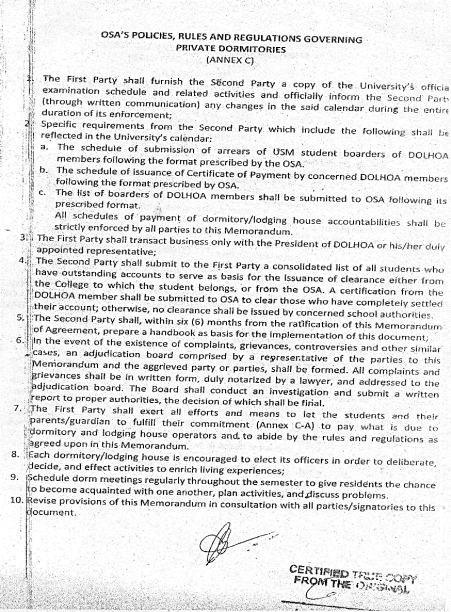 OSA'S POLICIES, RULES AND REGULATIONS GOVERNING
PRIVATE DORMITORIES
(ANNEX C)
1. The First Party shall furnish the Second Party a copy of the University's official
examination schedule and related activities and officially inform the Second Party
(through written communication) any changes in the said calendar during the entire
duration of its enforcement;
2. Specific requirements from the Second Party which include the following shall be
reflected in the University's calendar:
a. The schedule of submission of arrears of USM student boarders of DOLHOA
members following the format prescribed by the OSA.
b. The schedule of issuance of Certificate of Payment by concerned DOLHOA members
following the format prescribed by OSA.
c. The list of boarders of DOLHOA members shall be submitted to OSA following its
prescribed format.
All schedules of payment of dormitory/lodging house accountabilities shall be
strictly enforced by all parties to this Memorandum.
3. The First Party shall transact business only with the President of DOLHOA or his/her duly
appointed representative;
4. The Second Party shall submit to the First Party a consolidated list of all students who
have outstanding accounts to serve as basis for the issuance of clearance either from
the College to which the student belongs, or from the OSA. A certification from the
DOLHOA member shall be submitted to OSA to clear those who have completely settled
their account; otherwise, no clearance shall be issued by concerned school authorities.
5. The Second Party shall, within six (6) months from the ratification of this Memorandum
of Agreement, prepare a handbook as basis for the implementation of this document;
6. In the event of the existence of complaints, grievances, controversies and other similar
cases, an adjudication board comprised by a representative of the parties to this
Memorandum and the aggrieved party or parties, shall be formed. All complaints and
grievances shall be in written form, duly notarized by a lawyer, and addressed to the
adjudication board. The Board shall conduct an investigation and submit a written
report to proper authorities, the decision of which shall be final.
7. The First Party shall exert all efforts and means to let the students and their
parents/guardian to fulfill their commitment (Annex C-A) to pay what is due to
dormitory and lodging house operators and to abide by the rules and regulations as
agreed upon in this Memorandum.
8. Each dormitory/lodging house is encouraged to elect its officers in order to deliberate,
decide, and effect activities to enrich living experiences;
9. Schedule dorm meetings regularly throughout the semester to give residents the chance
to become acquainted with one another, plan activities, and discuss problems.
10. Revise provisions of this Memorandum in consultation with all parties/signatories to this
document.
CERTIFIED TRUE COPY
FROM THE ORIGINAL